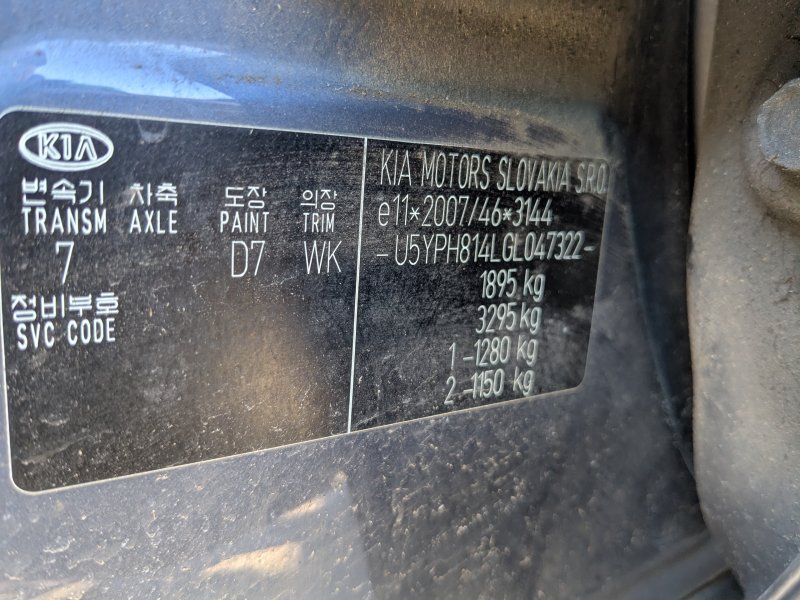 KIA
변속기 차축 도장 의장
TRANSM AXLE PAINT TRIM
7 D7 WK
정비부호
SVC CODE
KIA MOTORS SLOVAKIA S.R.O.
e11*2007/46*3144
-U5YPH814LGL047322-
1895 kg
3295 kg
1-1280 kg
2-1150 kg